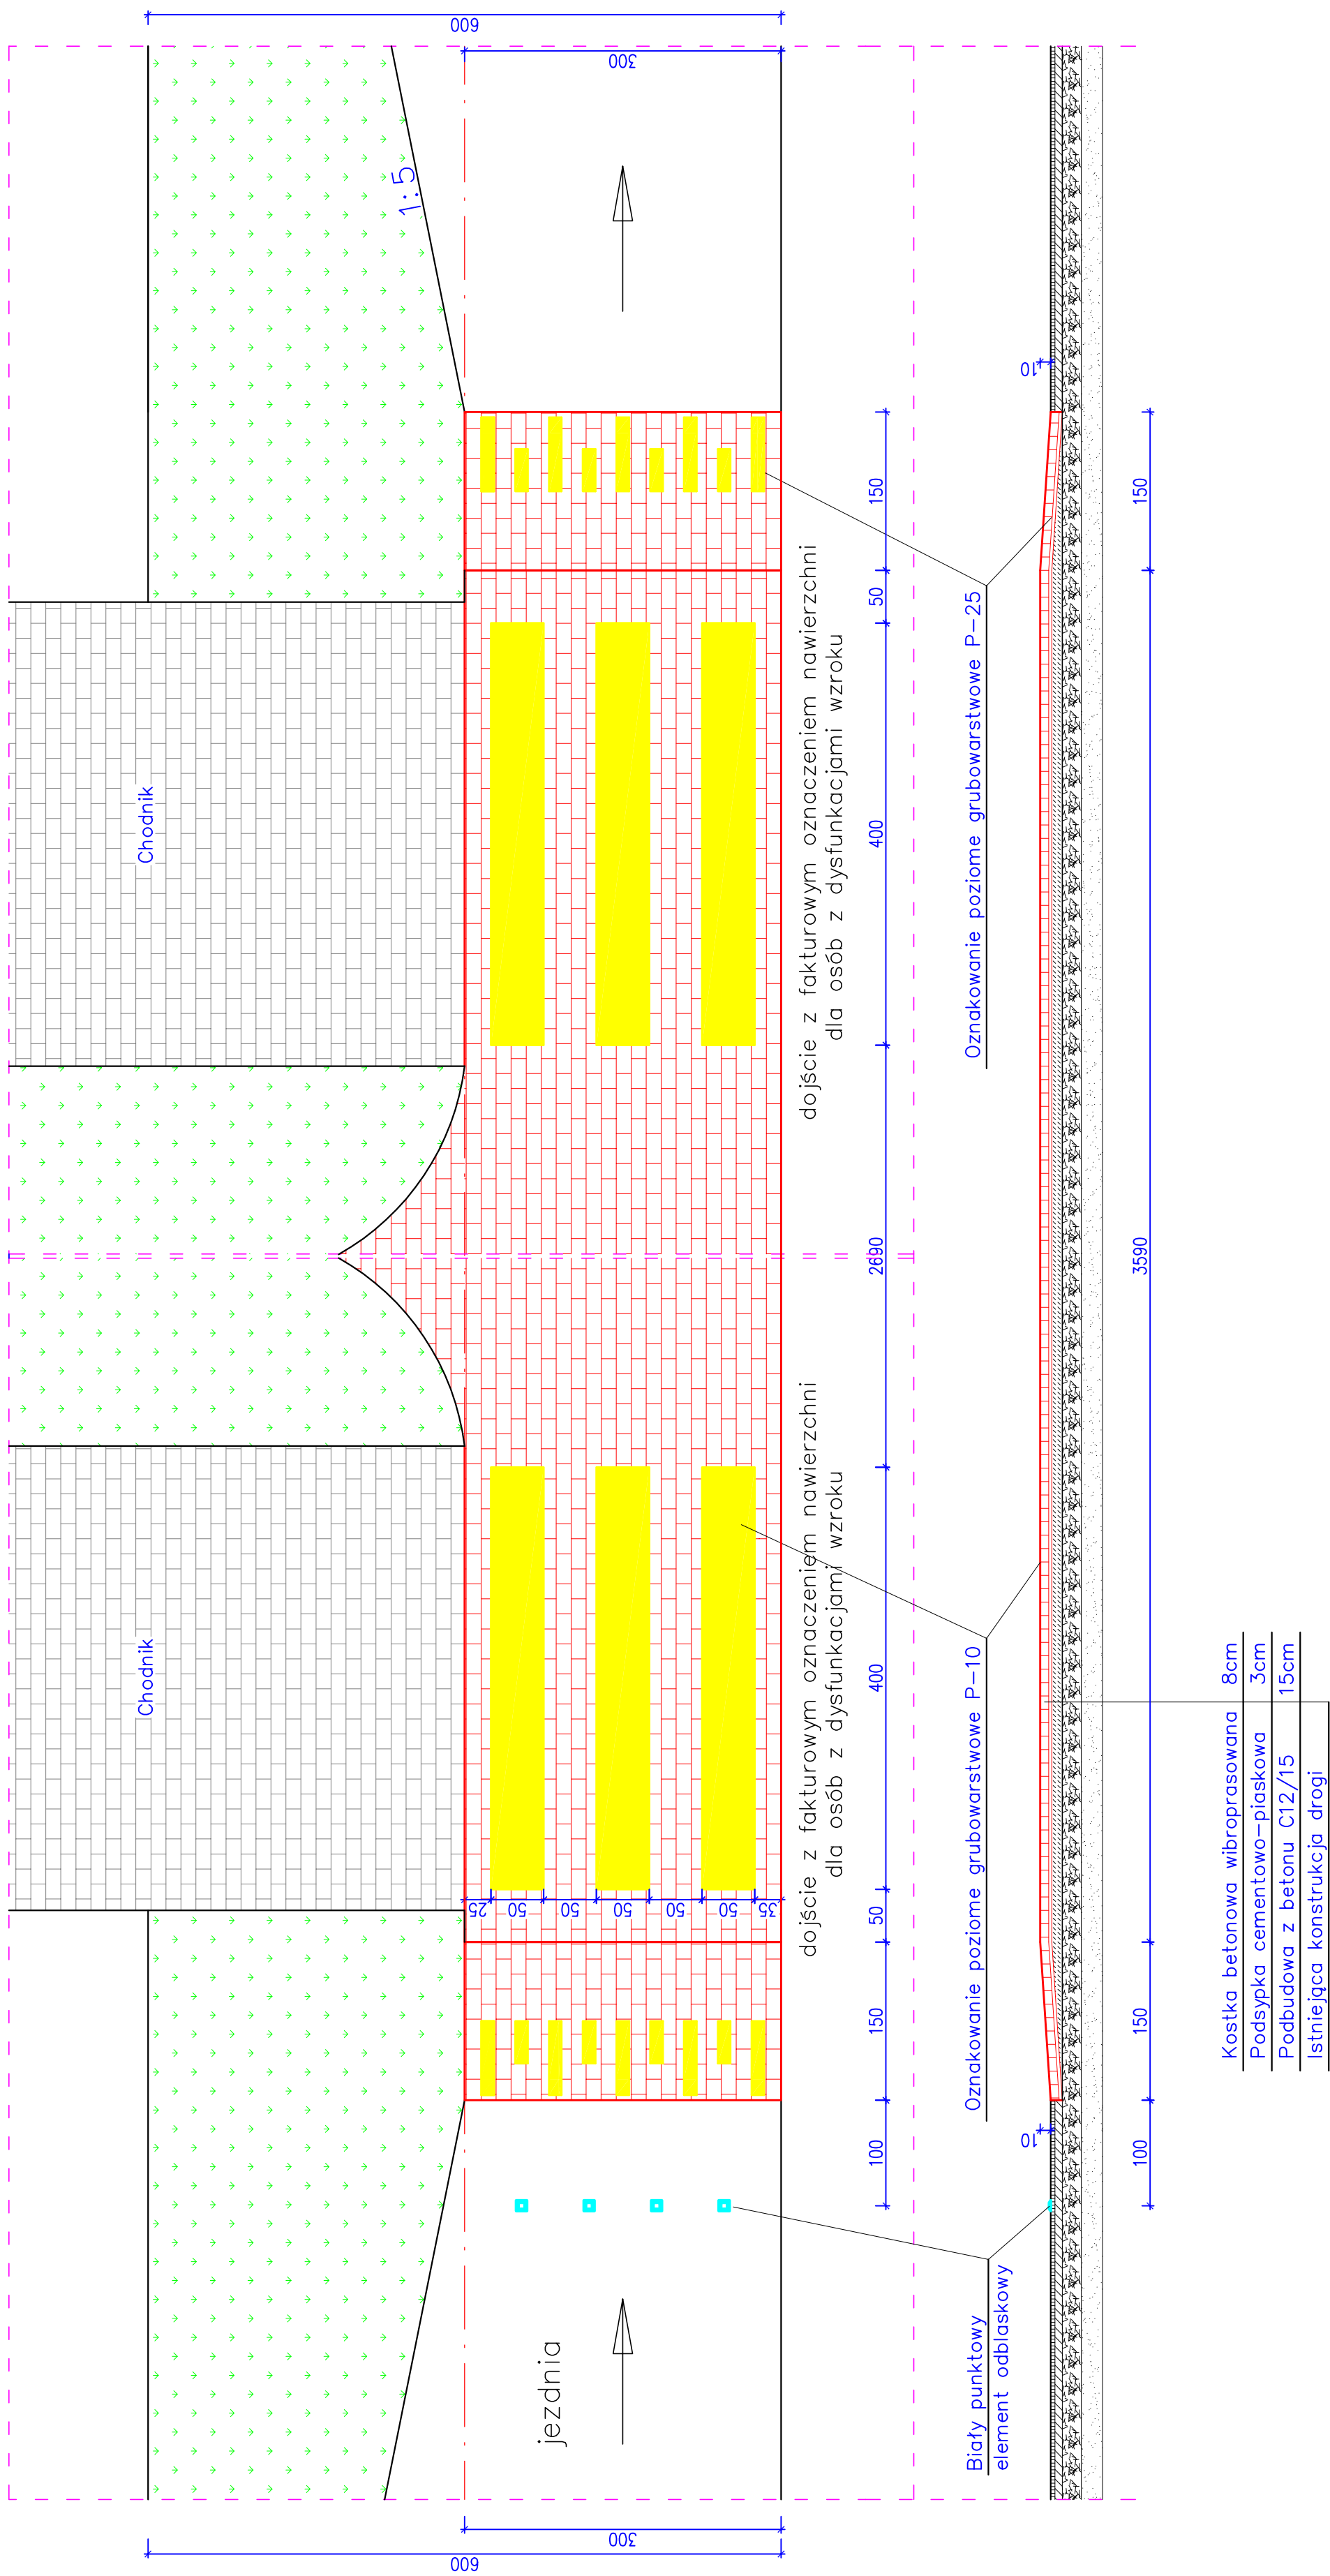 600
300
1:5
Chodnik
Chodnik
jezdnia
dojście z fakturowym oznaczeniem nawierzchni
dla osób z dysfunkacjami wzroku
dojście z fakturowym oznaczeniem nawierzchni
dla osób z dysfunkacjami wzroku
25
50
50
50
50
50
35
100
150
50
400
2690
400
50
150
Biały punktowy
element odblaskowy
Oznakowanie poziome grubowarstwowe P-10
Oznakowanie poziome grubowarstwowe P-25
10
10
100
150
3590
150
Kostka betonowa wibroprasowana 8cm
Podsypka cementowo-piaskowa 3cm
Podbudowa z betonu C12/15 15cm
Istniejąca konstrukcja drogi
300
600